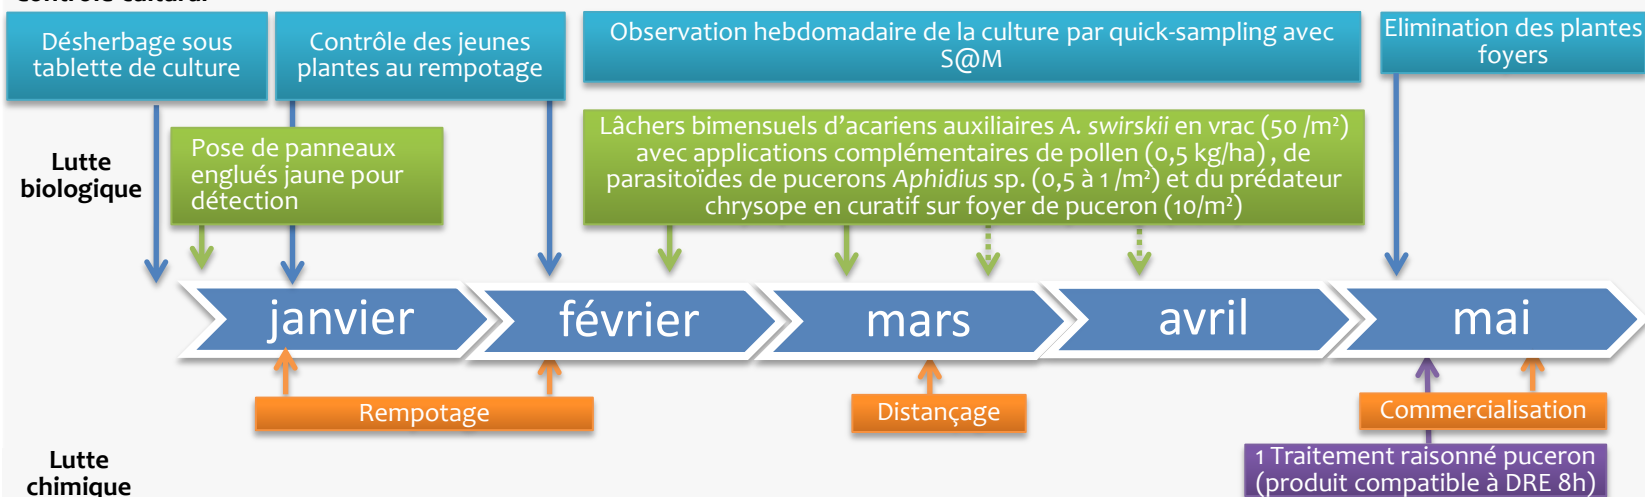 Contrôle cultural
Désherbage sous
tablette de culture
Contrôle des jeunes
plantes au rempotage
Observation hebdomadaire de la culture par quick-sampling avec
S@M
Elimination des plantes
foyers
Lutte
biologique
Pose de panneaux
englués jaune pour
détection
Lâchers bimensuels d'acariens auxiliaires A. swirskii en vrac (50 /m²)
avec applications complémentaires de pollen (0,5 kg/ha) , de
parasitoïdes de pucerons Aphidius sp. (0,5 à 1 /m²) et du prédateur
chrysope en curatif sur foyer de puceron (10/m²)
janvier
février
mars
avril
mai
Rempotage
Distançage
Commercialisation
Lutte
chimique
1 Traitement raisonné puceron
(produit compatible à DRE 8h)